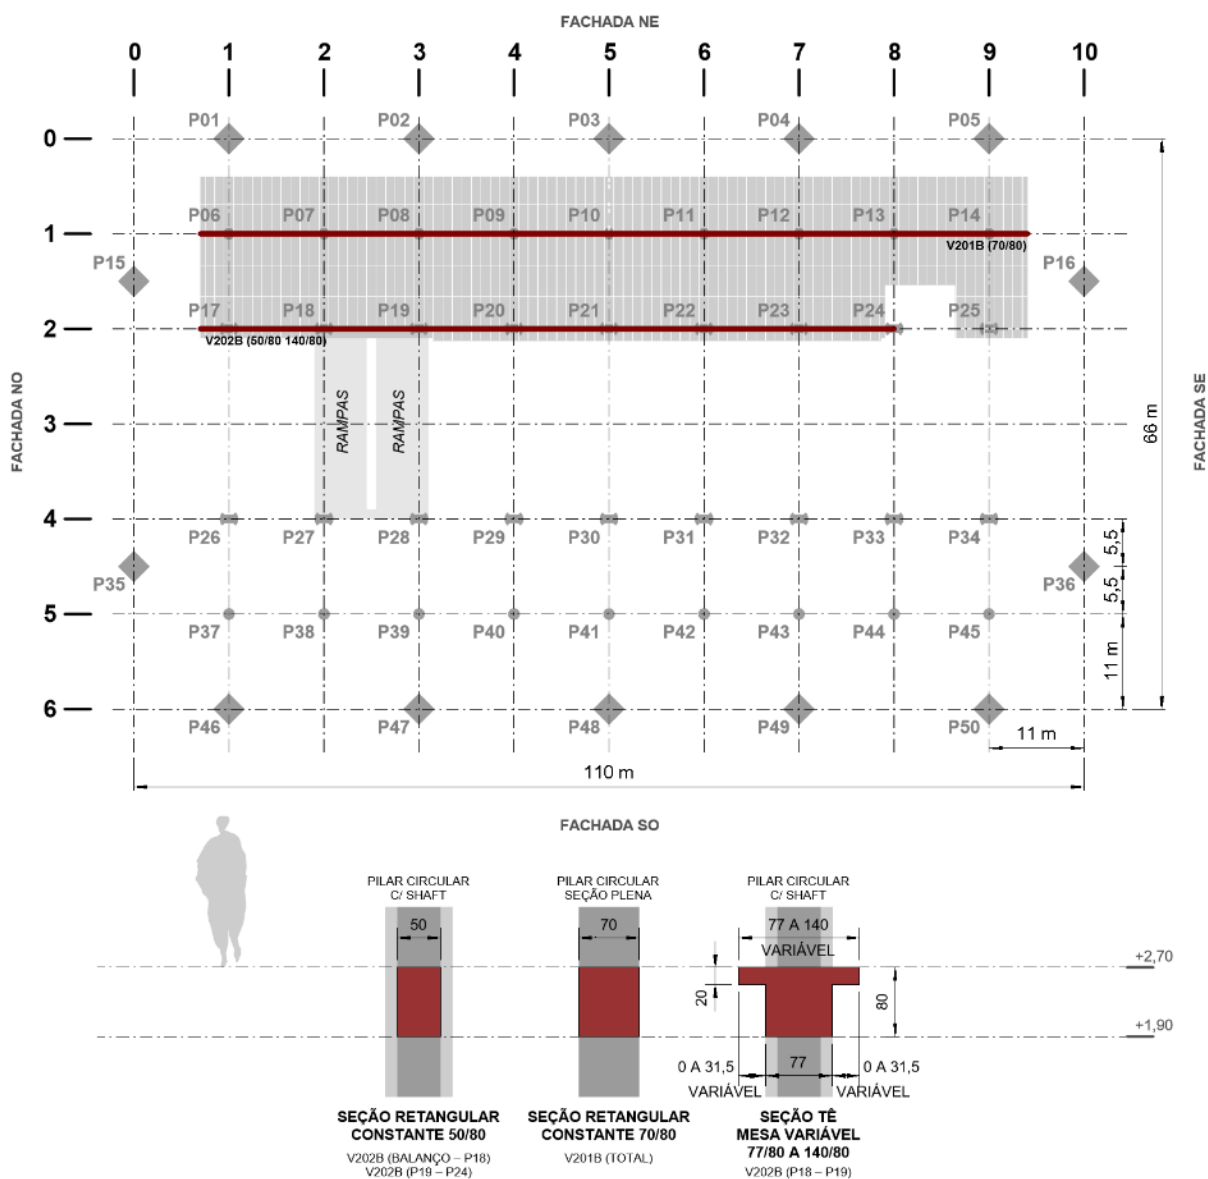 FACHADA NE
0 1 2 3 4 5 6 7 8 9 10
P01 P02 P03 P04 P05
0
P06 P07 P08 P09 P10 P11 P12 P13 P14
1
V201B (70/80)
P15 P16
P17 P18 P19 P20 P21 P22 P23 P24 P25
2
V202B (50/80 140/80)
RAMPAS RAMPAS
3
66 m
FACHADA NO
FACHADA SE
4
P26 P27 P28 P29 P30 P31 P32 P33 P34
5,5
P35 P36
5,5
5
P37 P38 P39 P40 P41 P42 P43 P44 P45
11 m
6
P46 P47 P48 P49 P50
11 m
110 m
FACHADA SO
PILAR CIRCULAR
C/ SHAFT
50
PILAR CIRCULAR
SEÇÃO PLENA
70
PILAR CIRCULAR
C/ SHAFT
77 A 140
VARIÁVEL
+2,70
20
80
+1,90
0 A 31,5
VARIÁVEL
77
0 A 31,5
VARIÁVEL
SEÇÃO RETANGULAR
CONSTANTE 50/80
V202B (BALANÇO – P18)
V202B (P19 – P24)
SEÇÃO RETANGULAR
CONSTANTE 70/80
V201B (TOTAL)
SEÇÃO TÊ
MESA VARIÁVEL
77/80 A 140/80
V202B (P18 – P19)